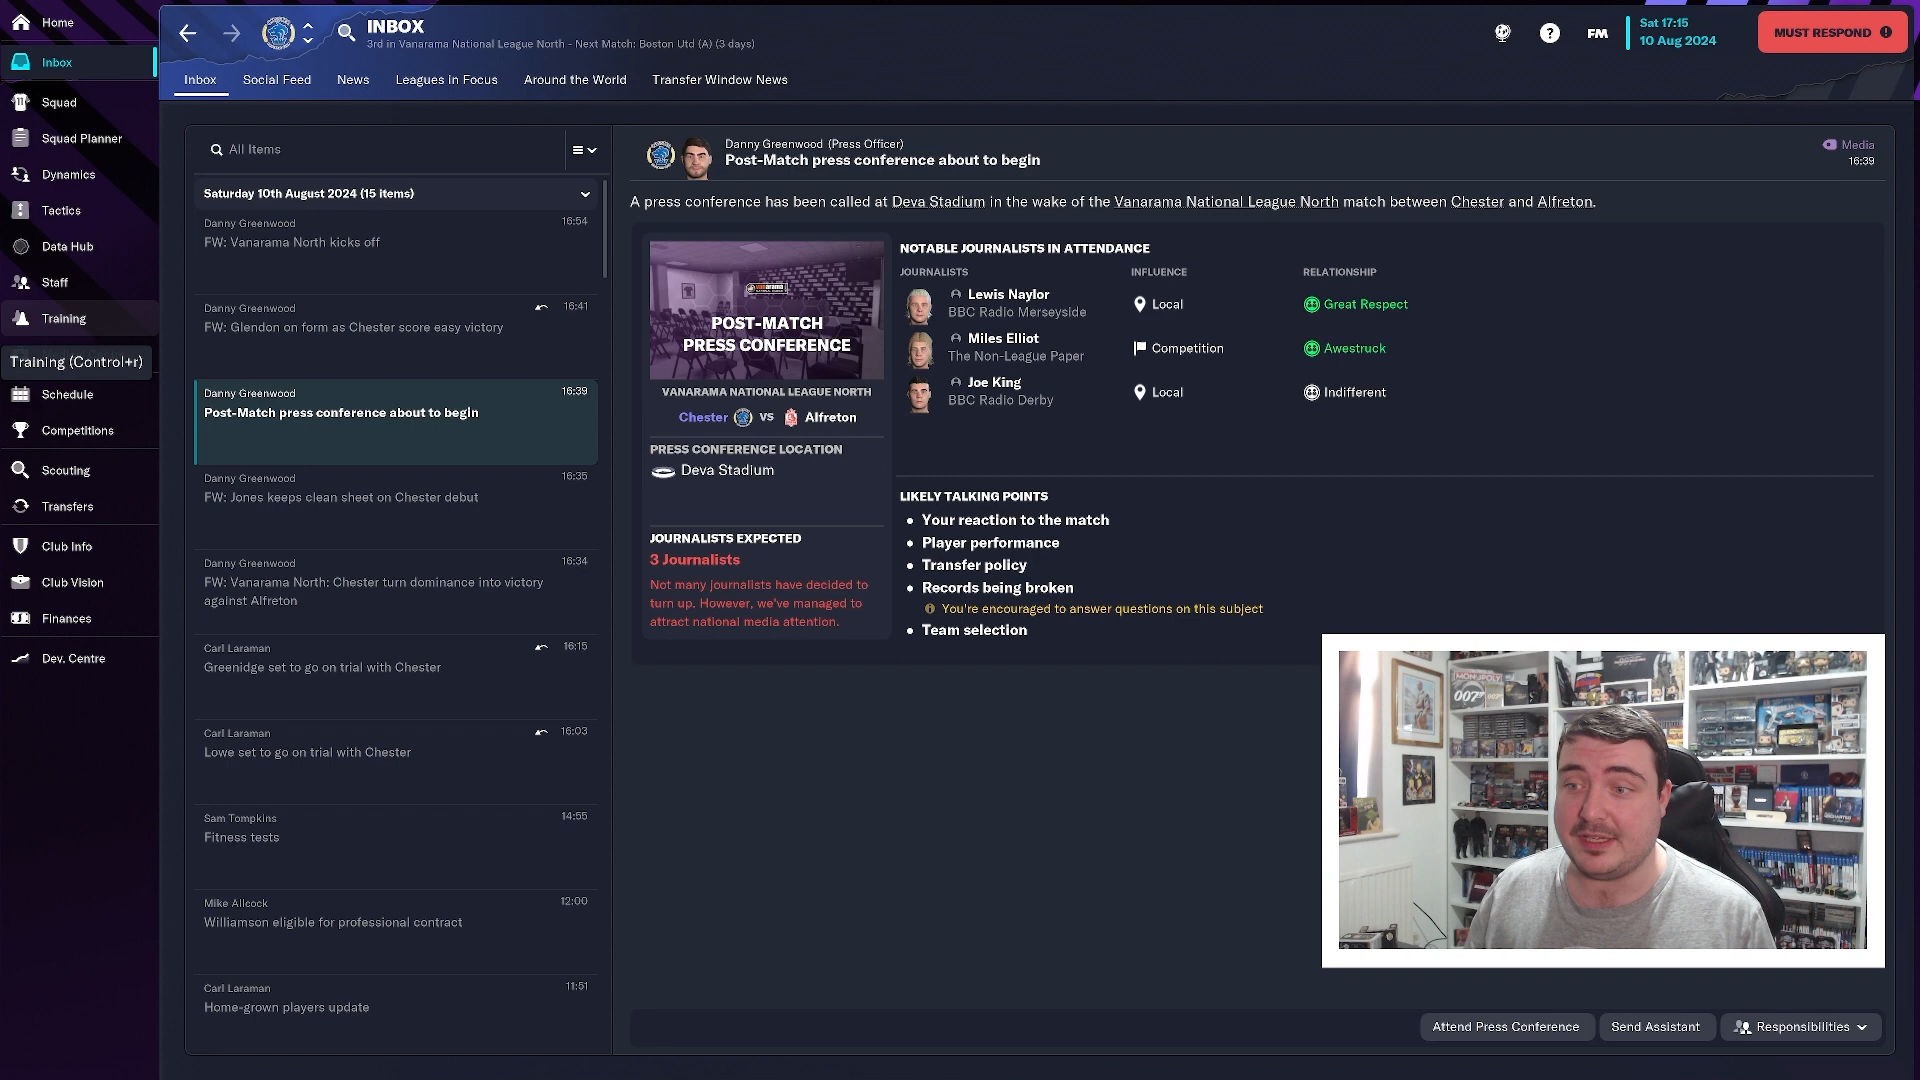 Home
Inbox
Squad
Squad Planner
Dynamics
Tactics
Data Hub
Staff
Training
Training (Control+r)
Schedule
Competitions
Scouting
Transfers
Club Info
Club Vision
Finances
Dev. Centre
INBOX
3rd in Vanarama National League North - Next Match: Boston Utd (A) (3 days)
FM
Sat 17:15
10 Aug 2024
MUST RESPOND
Inbox
Social Feed
News
Leagues in Focus
Around the World
Transfer Window News
All Items
Saturday 10th August 2024 (15 items)
Danny Greenwood
16:54
FW: Vanarama North kicks off
Danny Greenwood
16:41
FW: Glendon on form as Chester score easy victory
Danny Greenwood
16:39
Post-Match press conference about to begin
Danny Greenwood
16:35
FW: Jones keeps clean sheet on Chester debut
Danny Greenwood
16:34
FW: Vanarama North: Chester turn dominance into victory
against Alfreton
Carl Laraman
16:15
Greenidge set to go on trial with Chester
Carl Laraman
16:03
Lowe set to go on trial with Chester
Sam Tompkins
14:55
Fitness tests
Mike Allcock
12:00
Williamson eligible for professional contract
Carl Laraman
11:51
Home-grown players update
Danny Greenwood (Press Officer)
Post-Match press conference about to begin
Media
16:39
A press conference has been called at Deva Stadium in the wake of the Vanarama National League North match between Chester and Alfreton.
POST-MATCH
PRESS CONFERENCE
VANARAMA NATIONAL LEAGUE NORTH
Chester VS Alfreton
PRESS CONFERENCE LOCATION
Deva Stadium
JOURNALISTS EXPECTED
3 Journalists
Not many journalists have decided to
turn up. However, we've managed to
attract national media attention.
NOTABLE JOURNALISTS IN ATTENDANCE
JOURNALISTS
INFLUENCE
RELATIONSHIP
Lewis Naylor
BBC Radio Merseyside
Local
Great Respect
Miles Elliot
The Non-League Paper
Competition
Awestruck
Joe King
BBC Radio Derby
Local
Indifferent
LIKELY TALKING POINTS
• Your reaction to the match
• Player performance
• Transfer policy
• Records being broken
You're encouraged to answer questions on this subject
• Team selection
MONOPOLY
007
Attend Press Conference
Send Assistant
Responsibilities